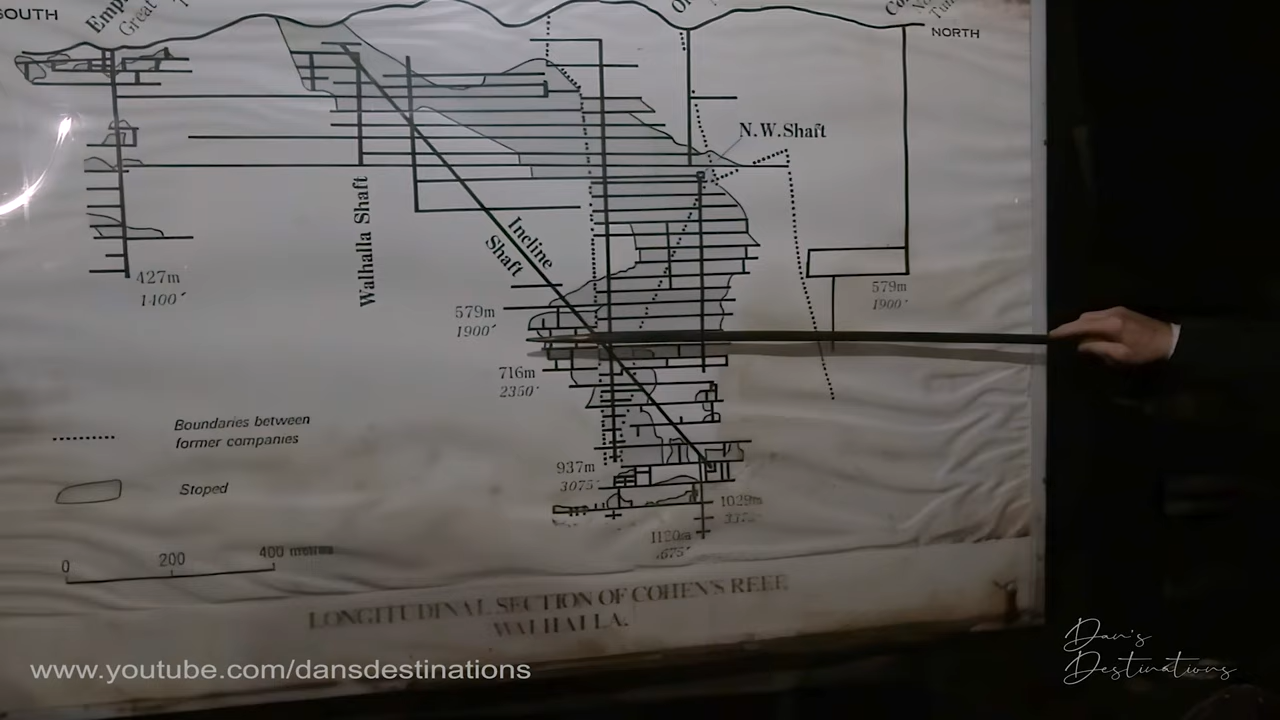 SOUTH
Great
NORTH
N.W.Shaft
Walhalla Shaft
Incline
Shaft
427m
1400´
579m
1900´
579m
1900´
716m
2350´
937m
3075´
1029m
1120m
Boundaries between
former companies
Stoped
0 200 400 metres
LONGITUDINAL SECTION OF COHEN'S REEF
WALHALLA.
www.youtube.com/dansdestinations
Dan's
Destinations